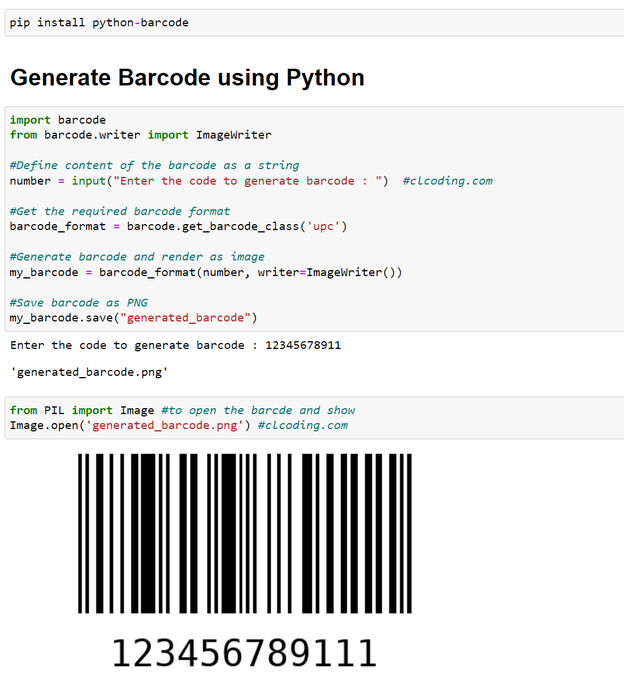 pip install python-barcode
Generate Barcode using Python
import barcode
from barcode.writer import ImageWriter
#Define content of the barcode as a string
number = input("Enter the code to generate barcode : ")  #clcoding.com
#Get the required barcode format
barcode_format = barcode.get_barcode_class('upc')
#Generate barcode and render as image
my_barcode = barcode_format(number, writer=ImageWriter())
#Save barcode as PNG
my_barcode.save("generated_barcode")
Enter the code to generate barcode : 12345678911
'generated_barcode.png'
from PIL import Image #to open the barcde and show
Image.open('generated_barcode.png') #clcoding.com
123456789111